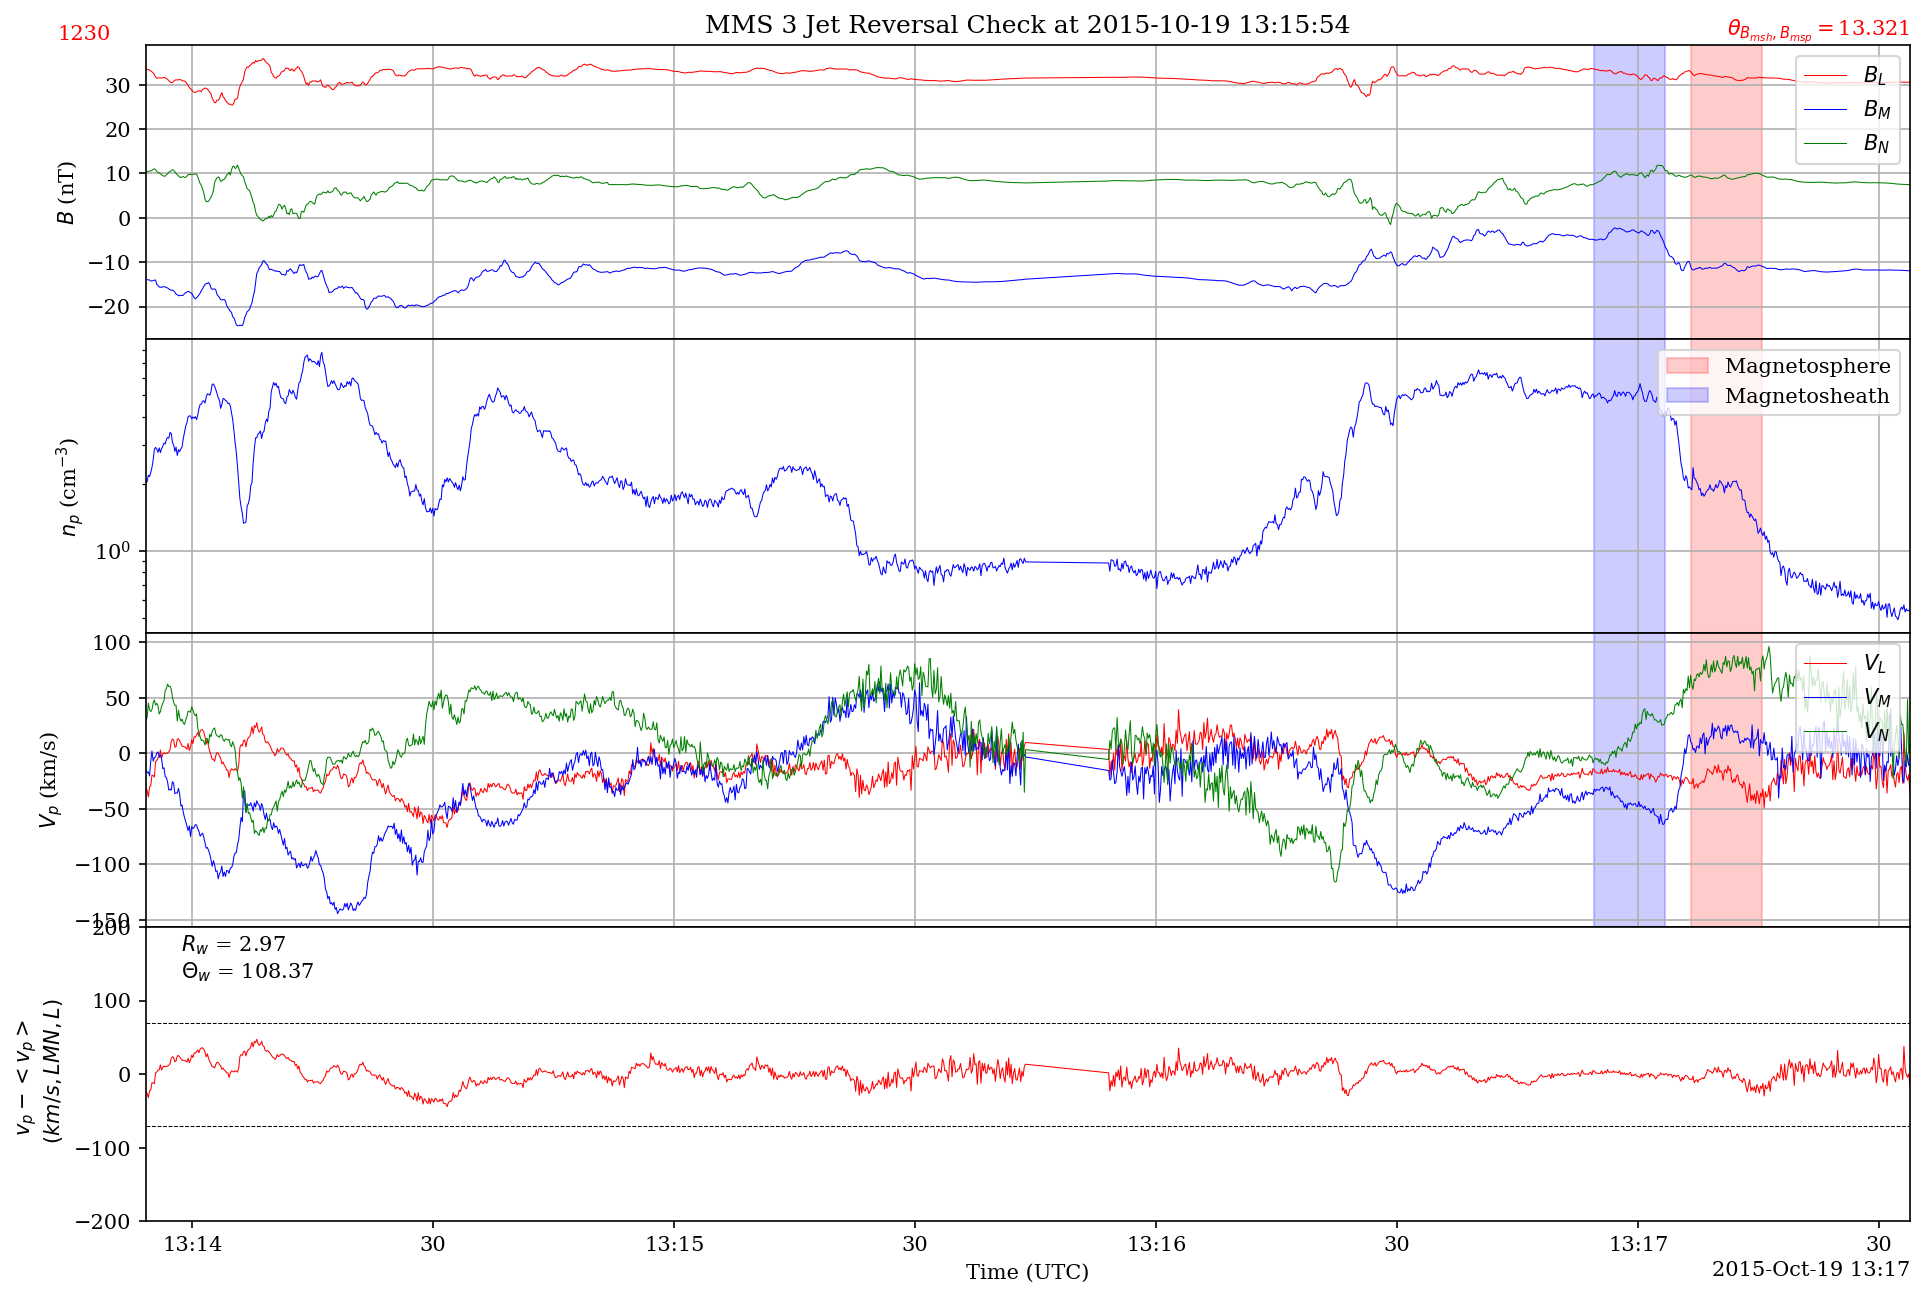 1230
MMS 3 Jet Reversal Check at 2015-10-19 13:15:54
θ_{B_{msh}, B_{msp}} = 13.321
B (nT)
30
20
10
0
−10
−20
B_L
B_M
B_N
n_p (cm^{−3})
10^0
Magnetosphere
Magnetosheath
V_p (km/s)
100
50
0
−50
−100
−150
V_L
V_M
V_N
v_p − < v_p >
(km/s, LMN, L)
200
100
0
−100
−200
R_w = 2.97
Θ_w = 108.37
13:14
30
13:15
30
13:16
30
13:17
30
Time (UTC)
2015-Oct-19 13:17